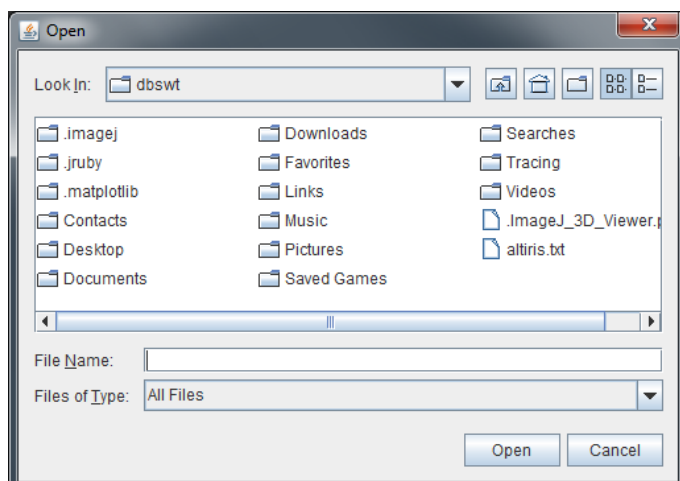 Open
Look In: dbswt
.imagej Downloads Searches
.jruby Favorites Tracing
.matplotlib Links Videos
Contacts Music .ImageJ_3D_Viewer.p
Desktop Pictures altiris.txt
Documents Saved Games
File Name:
Files of Type: All Files
Open Cancel